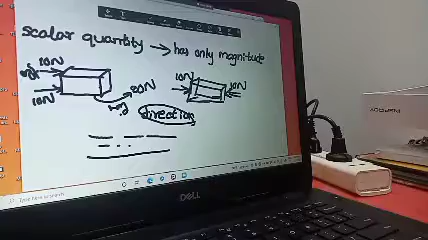 scalar quantity → has only magnitude
10N
10N
20N
10N
10N
direction
DELL